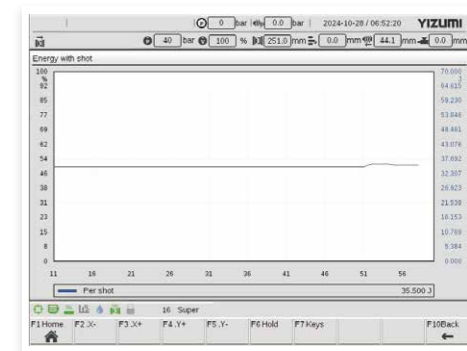 0 bar 0.0 bar 2024-10-28 / 06:52:20 YIZUMI
40 bar 100 % 251.0 mm 0.0 mm 44.1 mm 0.0 mm
Energy with shot
100 70.000
% J
92 64.615
85 59.230
77 53.846
69 48.461
62 43.076
54 37.692
46 32.307
38 26.923
31 21.538
23 16.153
15 10.769
8 5.384
0 0.000
11 16 21 26 31 36 41 46 51 56
Per shot 35.500 J
16 Super
F1Home F2.X- F3.X+ F4.Y+ F5.Y- F6Hold F7Keys F10Back